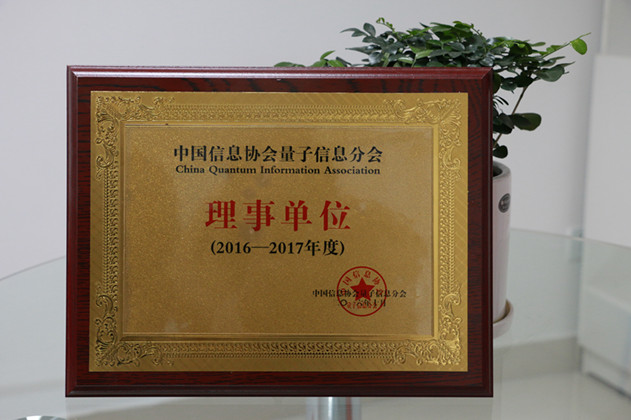 中国信息协会量子信息分会
China Quantum Information Association
理事单位
(2016—2017年度)
中国信息协会量子信息分会